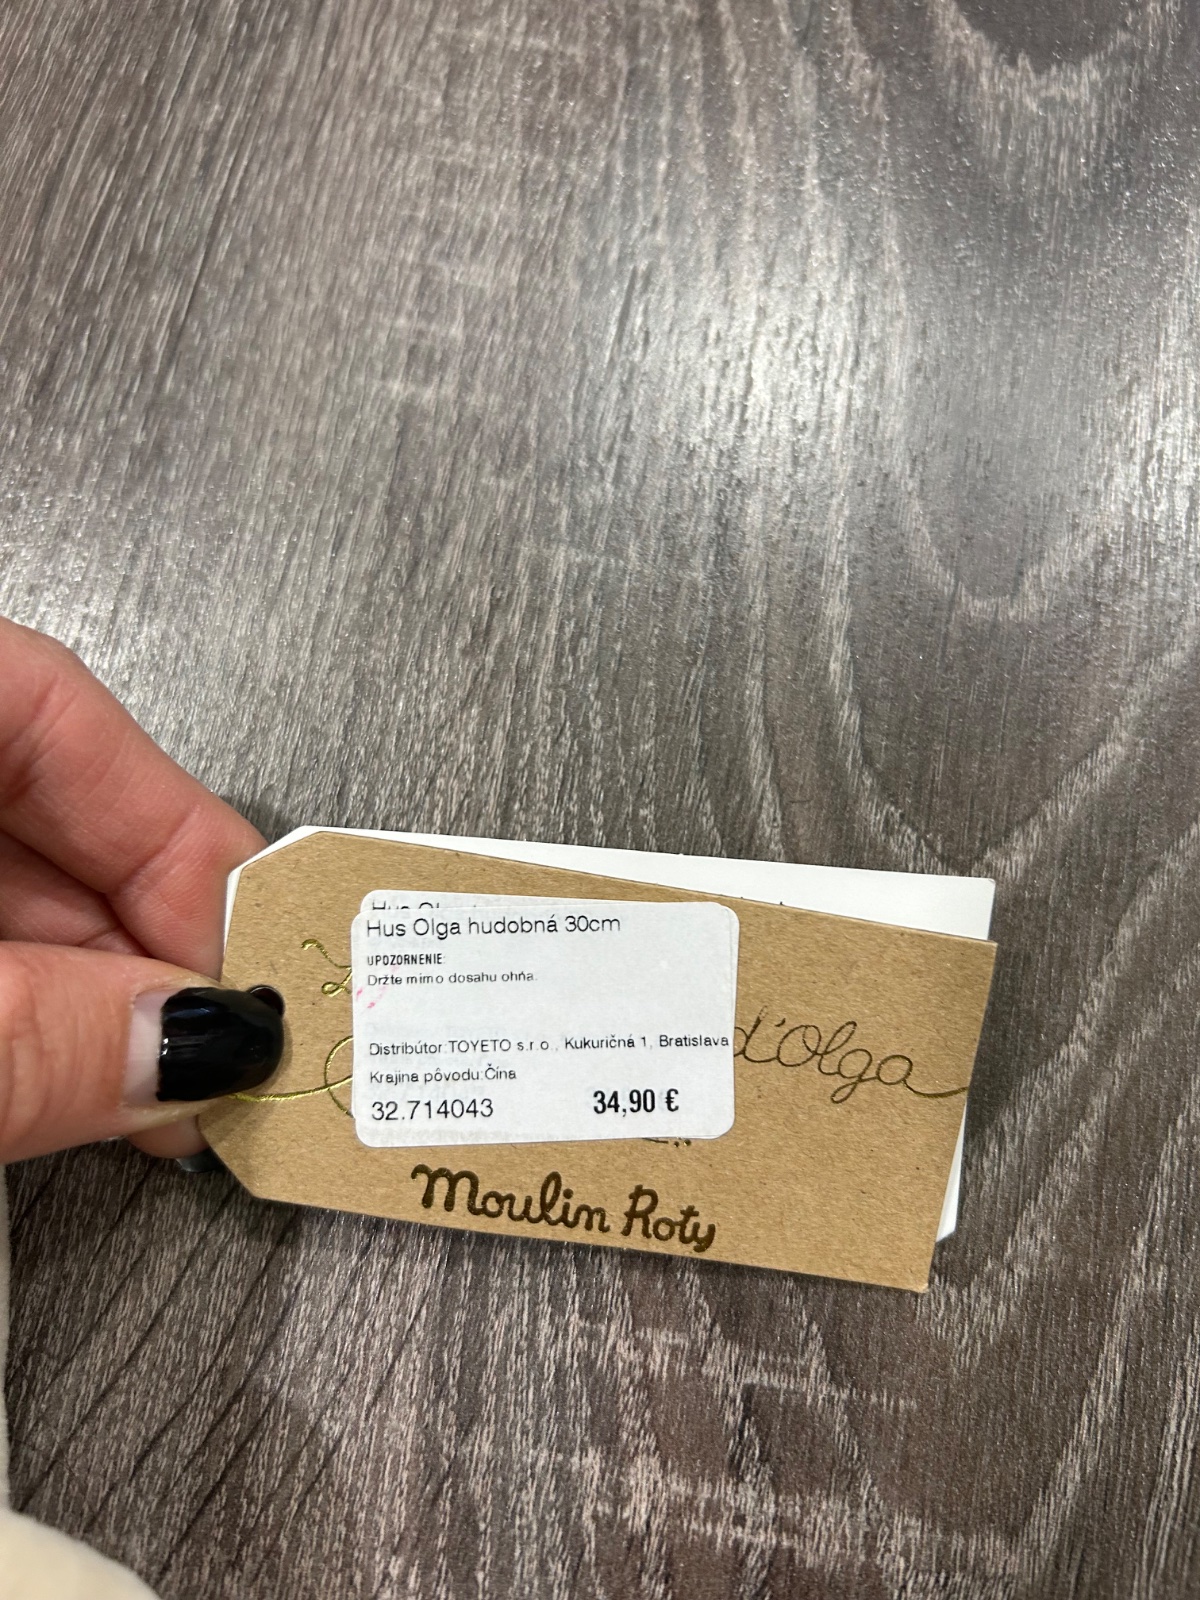 Hus Olga hudobná 30cm
UPOZORNENIE:
Držte mimo dosahu ohňa.
Distribútor:TOYETO s.r.o., Kukuričná 1, Bratislava
Krajina pôvodu:Čína
32.714043
34,90 €
d'Olga
Moulin Roty